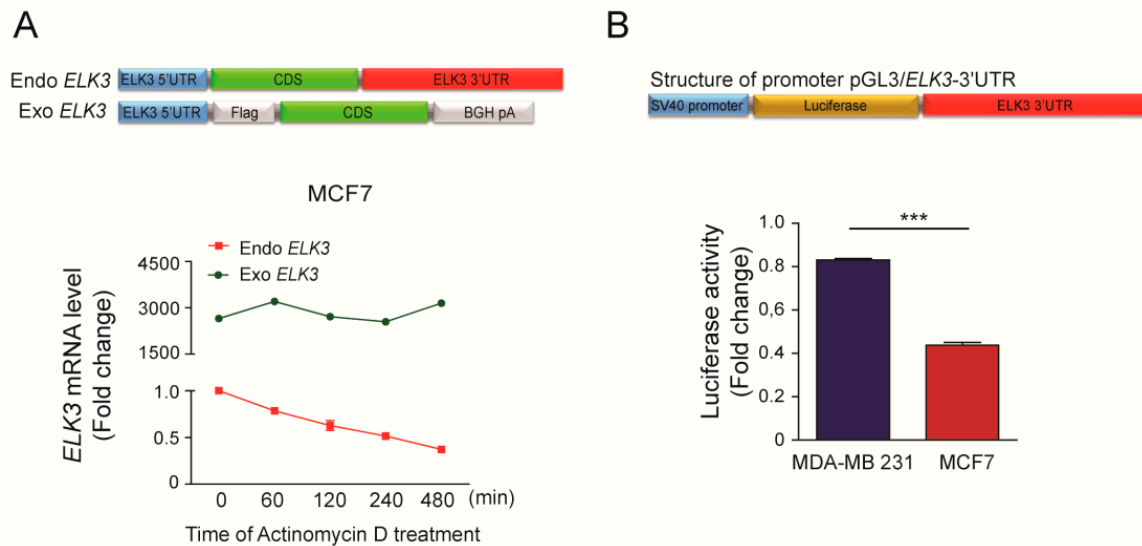 A
Endo ELK3
ELK3 5'UTR
CDS
ELK3 3'UTR
Exo ELK3
ELK3 5'UTR
Flag
CDS
BGH pA
MCF7
Endo ELK3
Exo ELK3
ELK3 mRNA level
(Fold change)
4500
3000
1500
1.0
0.5
0
0 60 120 240 480 (min)
Time of Actinomycin D treatment
B
Structure of promoter pGL3/ELK3-3'UTR
SV40 promoter
Luciferase
ELK3 3'UTR
Luciferase activity
(Fold change)
1.0
0.8
0.4
0.2
0
***
MDA-MB 231 MCF7